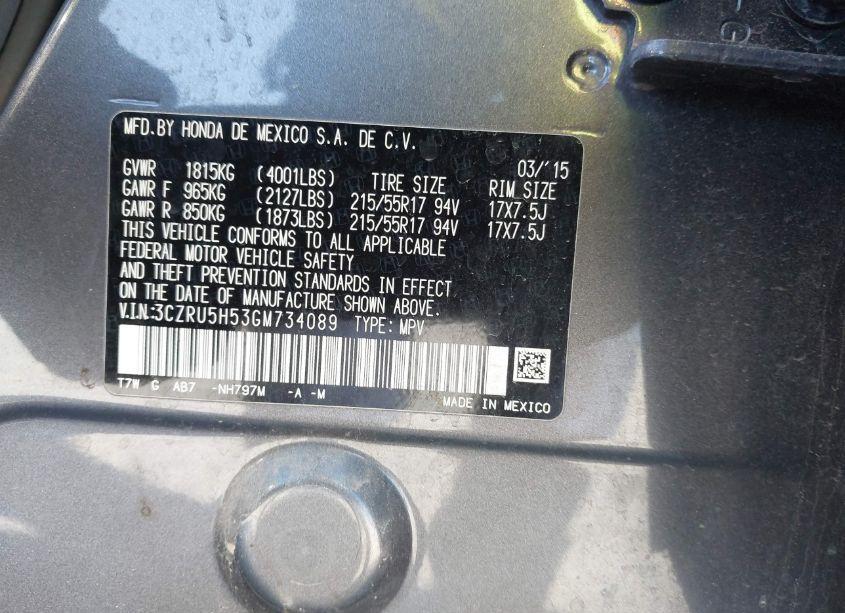 MFD.BY HONDA DE MEXICO S.A. DE C.V.
03/'15
GVWR 1815KG (4001LBS) TIRE SIZE RIM SIZE
GAWR F 965KG (2127LBS) 215/55R17 94V 17X7.5J
GAWR R 850KG (1873LBS) 215/55R17 94V 17X7.5J
THIS VEHICLE CONFORMS TO ALL APPLICABLE
FEDERAL MOTOR VEHICLE SAFETY
AND THEFT PREVENTION STANDARDS IN EFFECT
ON THE DATE OF MANUFACTURE SHOWN ABOVE.
V.I.N.:3CZRU5H53GM734089 TYPE:MPV
T7W G AB7 -NH797M -A -M
MADE IN MEXICO